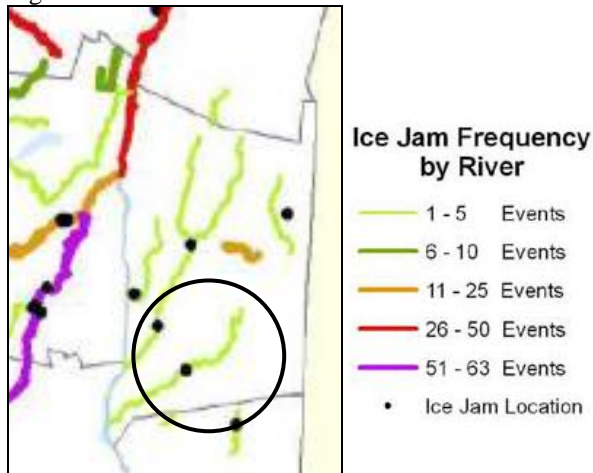 Ice Jam Frequency
by River
1 - 5 Events
6 - 10 Events
11 - 25 Events
26 - 50 Events
51 - 63 Events
Ice Jam Location